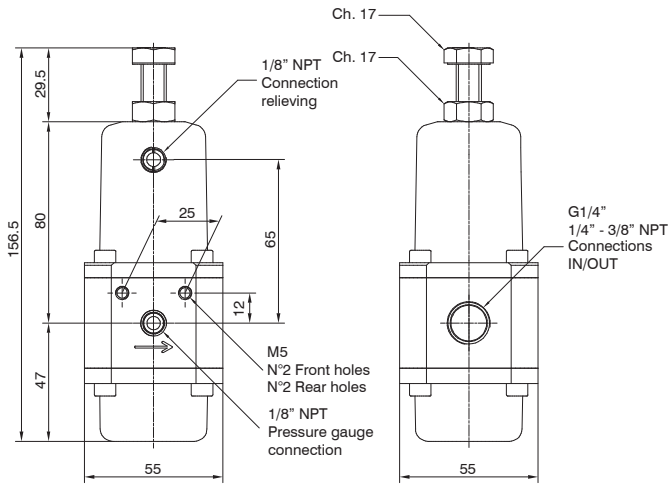 Ch. 17
Ch. 17
1/8” NPT
Connection
relieving
29.5
25
80
156.5
65
G1/4”
1/4” - 3/8” NPT
Connections
IN/OUT
12
M5
N°2 Front holes
N°2 Rear holes
47
1/8” NPT
Pressure gauge
connection
55
55